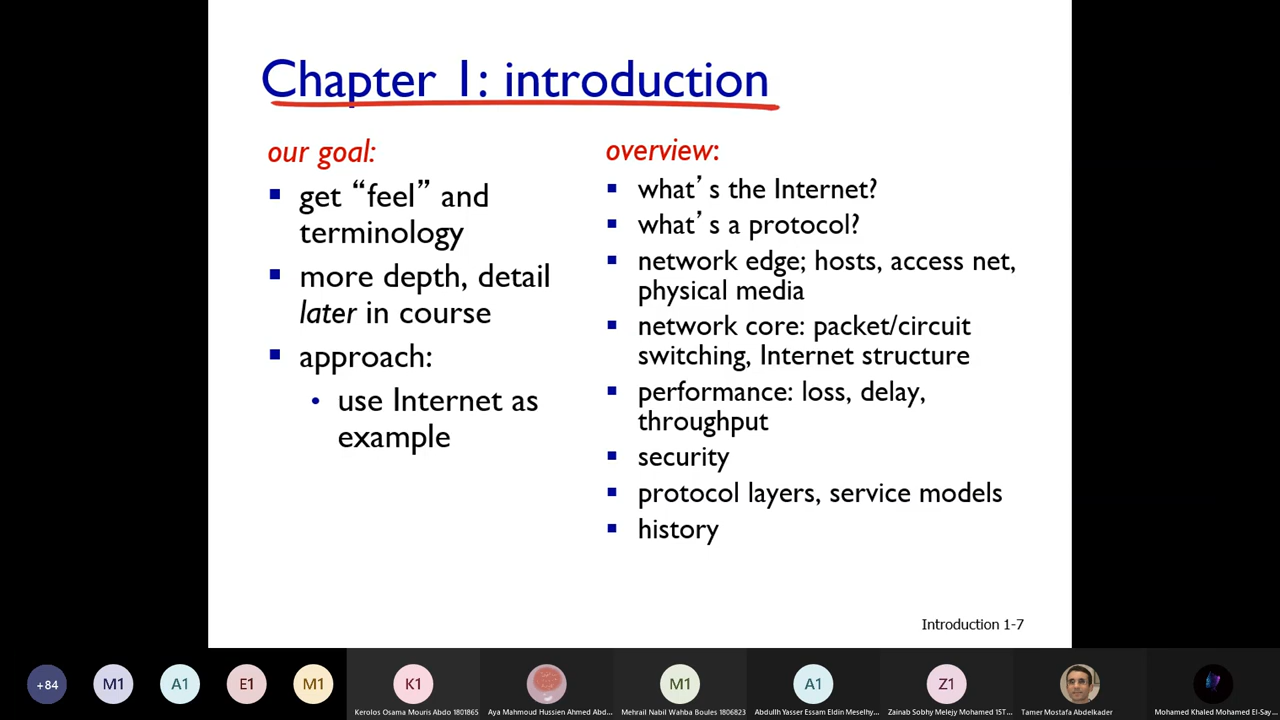 Chapter 1: introduction
our goal:
▪ get “feel” and
terminology
▪ more depth, detail
later in course
▪ approach:
• use Internet as
example
overview:
▪ what’s the Internet?
▪ what’s a protocol?
▪ network edge; hosts, access net,
physical media
▪ network core: packet/circuit
switching, Internet structure
▪ performance: loss, delay,
throughput
▪ security
▪ protocol layers, service models
▪ history
Introduction 1-7
+84
M1
A1
E1
M1
K1
M1
A1
Z1
Kerolos Osama Mouris Abdo 1801865
Aya Mahmoud Hussien Ahmed Abd...
Mehrail Nabil Wahba Boules 1806823
Abdullh Yasser Essam Eldin Meselhy...
Zainab Sobhy Melejy Mohamed 15T...
Tamer Mostafa Abdelkader
Mohamed Khaled Mohamed El-Say...